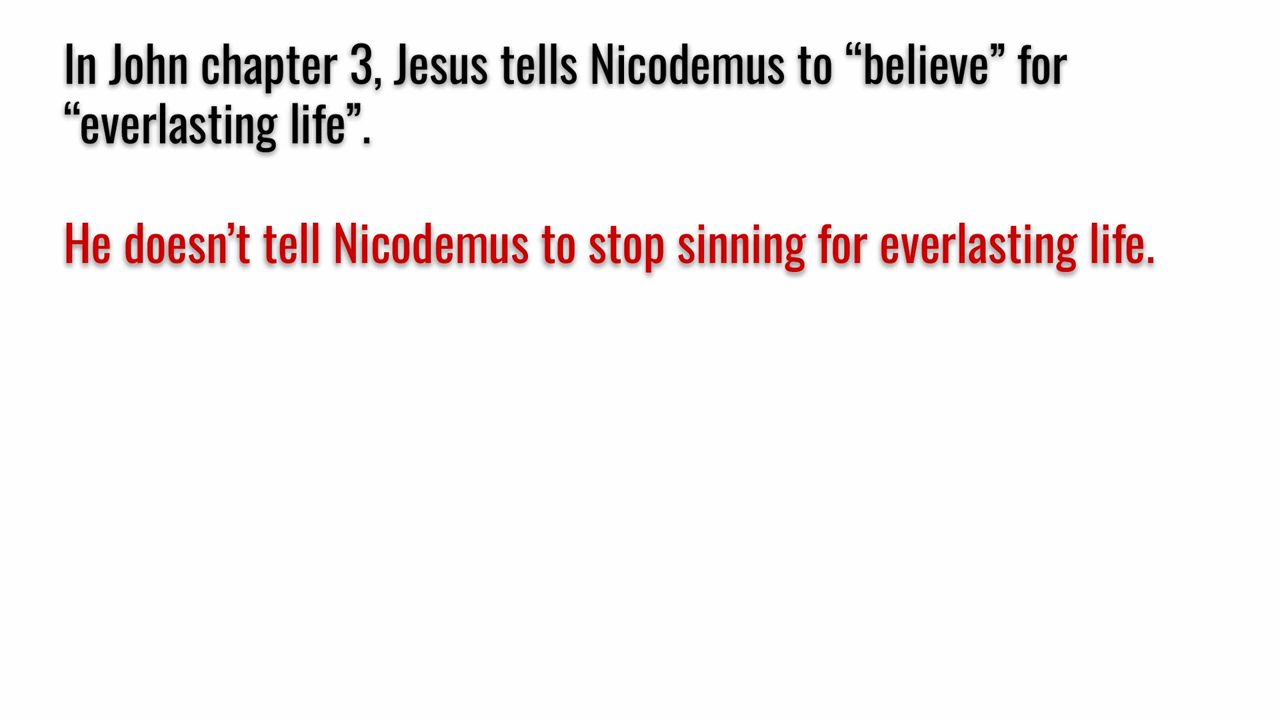 In John chapter 3, Jesus tells Nicodemus to “believe” for
“everlasting life”.
He doesn’t tell Nicodemus to stop sinning for everlasting life.